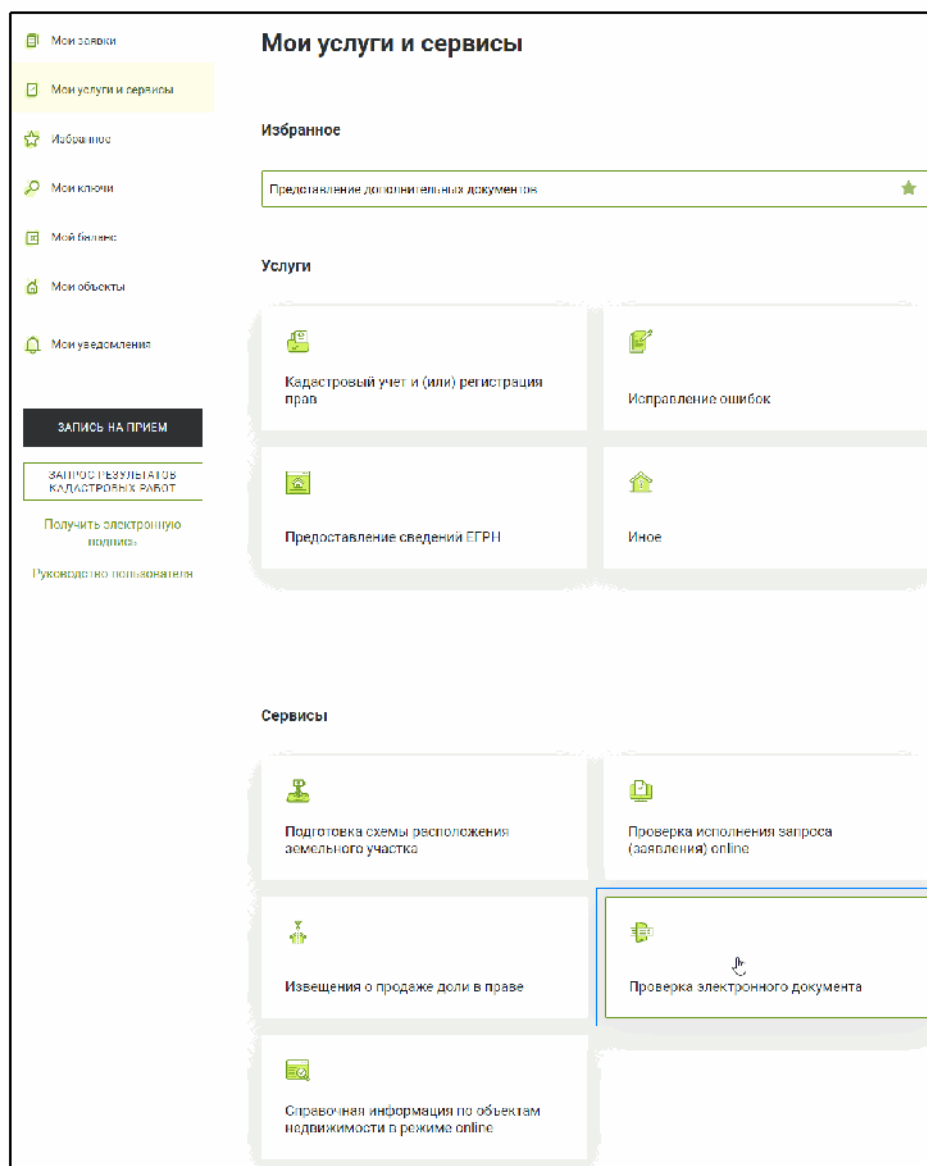 Мои заявки
Мои услуги и сервисы
Избранное
Мои ключи
Мой баланс
Мои объекты
Мои уведомления
ЗАПИСЬ НА ПРИЕМ
ЗАПРОС РЕЗУЛЬТАТОВ
КАДАСТРОВЫХ РАБОТ
Получить электронную
подпись
Руководство пользователя
Мои услуги и сервисы
Избранное
Представление дополнительных документов
Услуги
Кадастровый учет и (или) регистрация
прав
Исправление ошибок
Предоставление сведений ЕГРН
Иное
Сервисы
Подготовка схемы расположения
земельного участка
Проверка исполнения запроса
(заявления) online
Извещения о продаже доли в праве
Проверка электронного документа
Справочная информация по объектам
недвижимости в режиме online